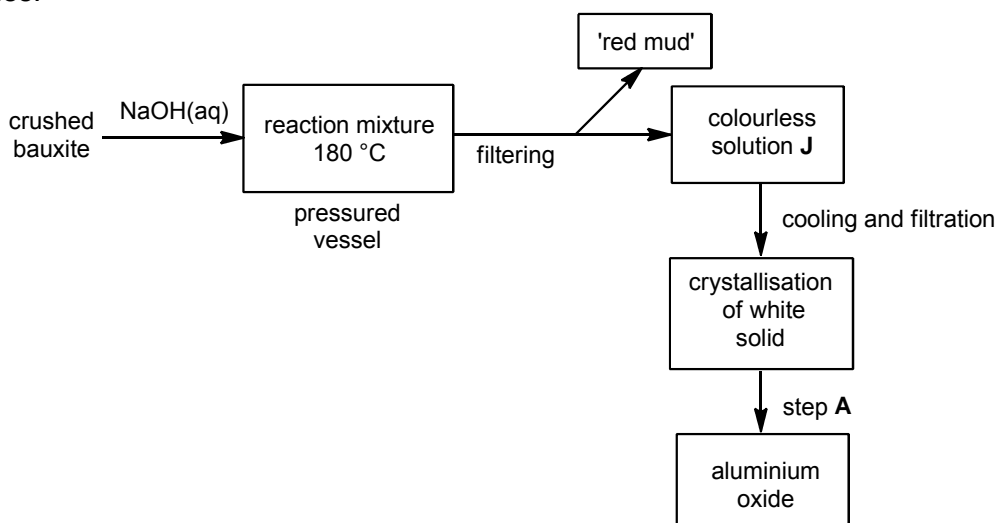 'red mud'
crushed
bauxite
NaOH(aq)
reaction mixture
180 °C
pressured
vessel
filtering
colourless
solution J
cooling and filtration
crystallisation
of white
solid
step A
aluminium
oxide